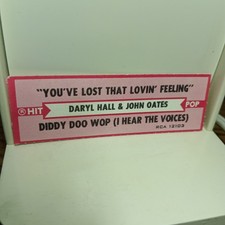 "YOU'VE LOST THAT LOVIN' FEELING"
HIT DARYL HALL & JOHN OATES POP
DIDDY DOO WOP (I HEAR THE VOICES)
RCA 12103